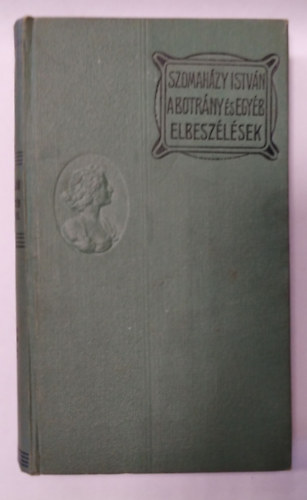 SZOMAHÁZY ISTVÁN
A BOTRÁNY ÉS EGYÉB
ELBESZÉLÉSEK